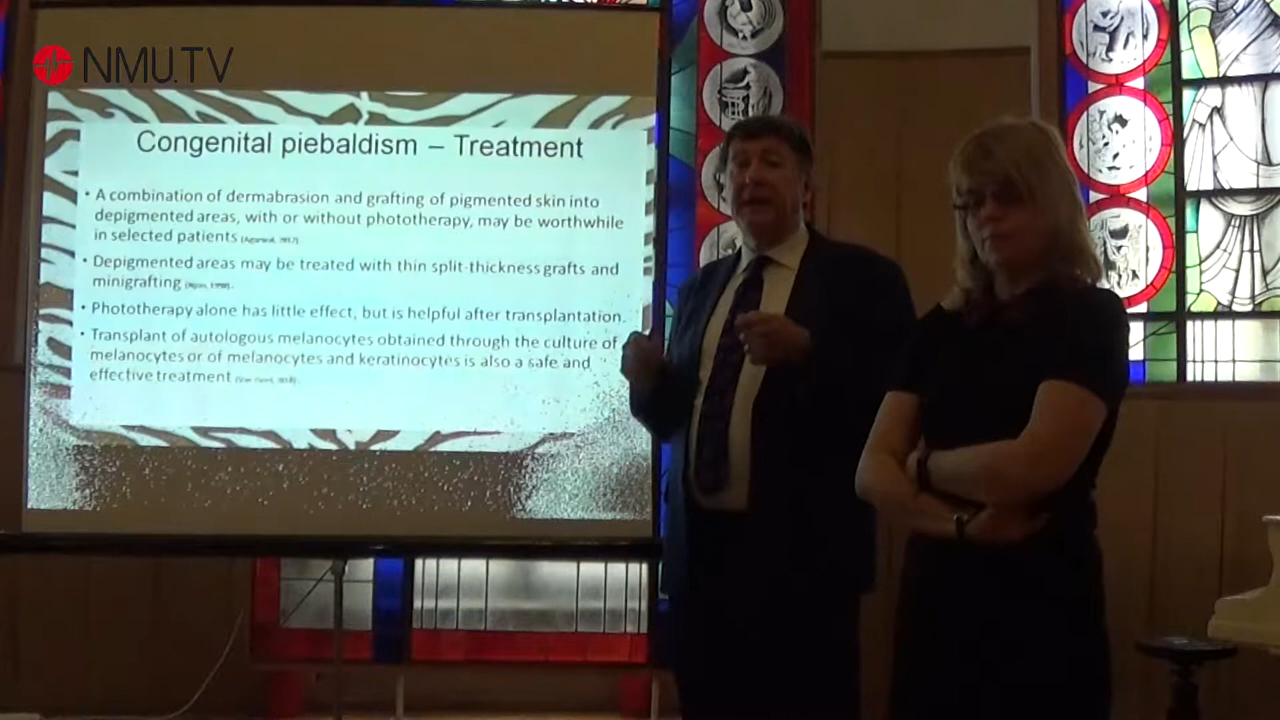 NMU.TV
Congenital piebaldism – Treatment
• A combination of dermabrasion and grafting of pigmented skin into
depigmented areas, with or without phototherapy, may be worthwhile
in selected patients
• Depigmented areas may be treated with thin split-thickness grafts and
minigrafting
• Phototherapy alone has little effect, but is helpful after transplantation.
• Transplant of autologous melanocytes obtained through the culture of
melanocytes or of melanocytes and keratinocytes is also a safe and
effective treatment